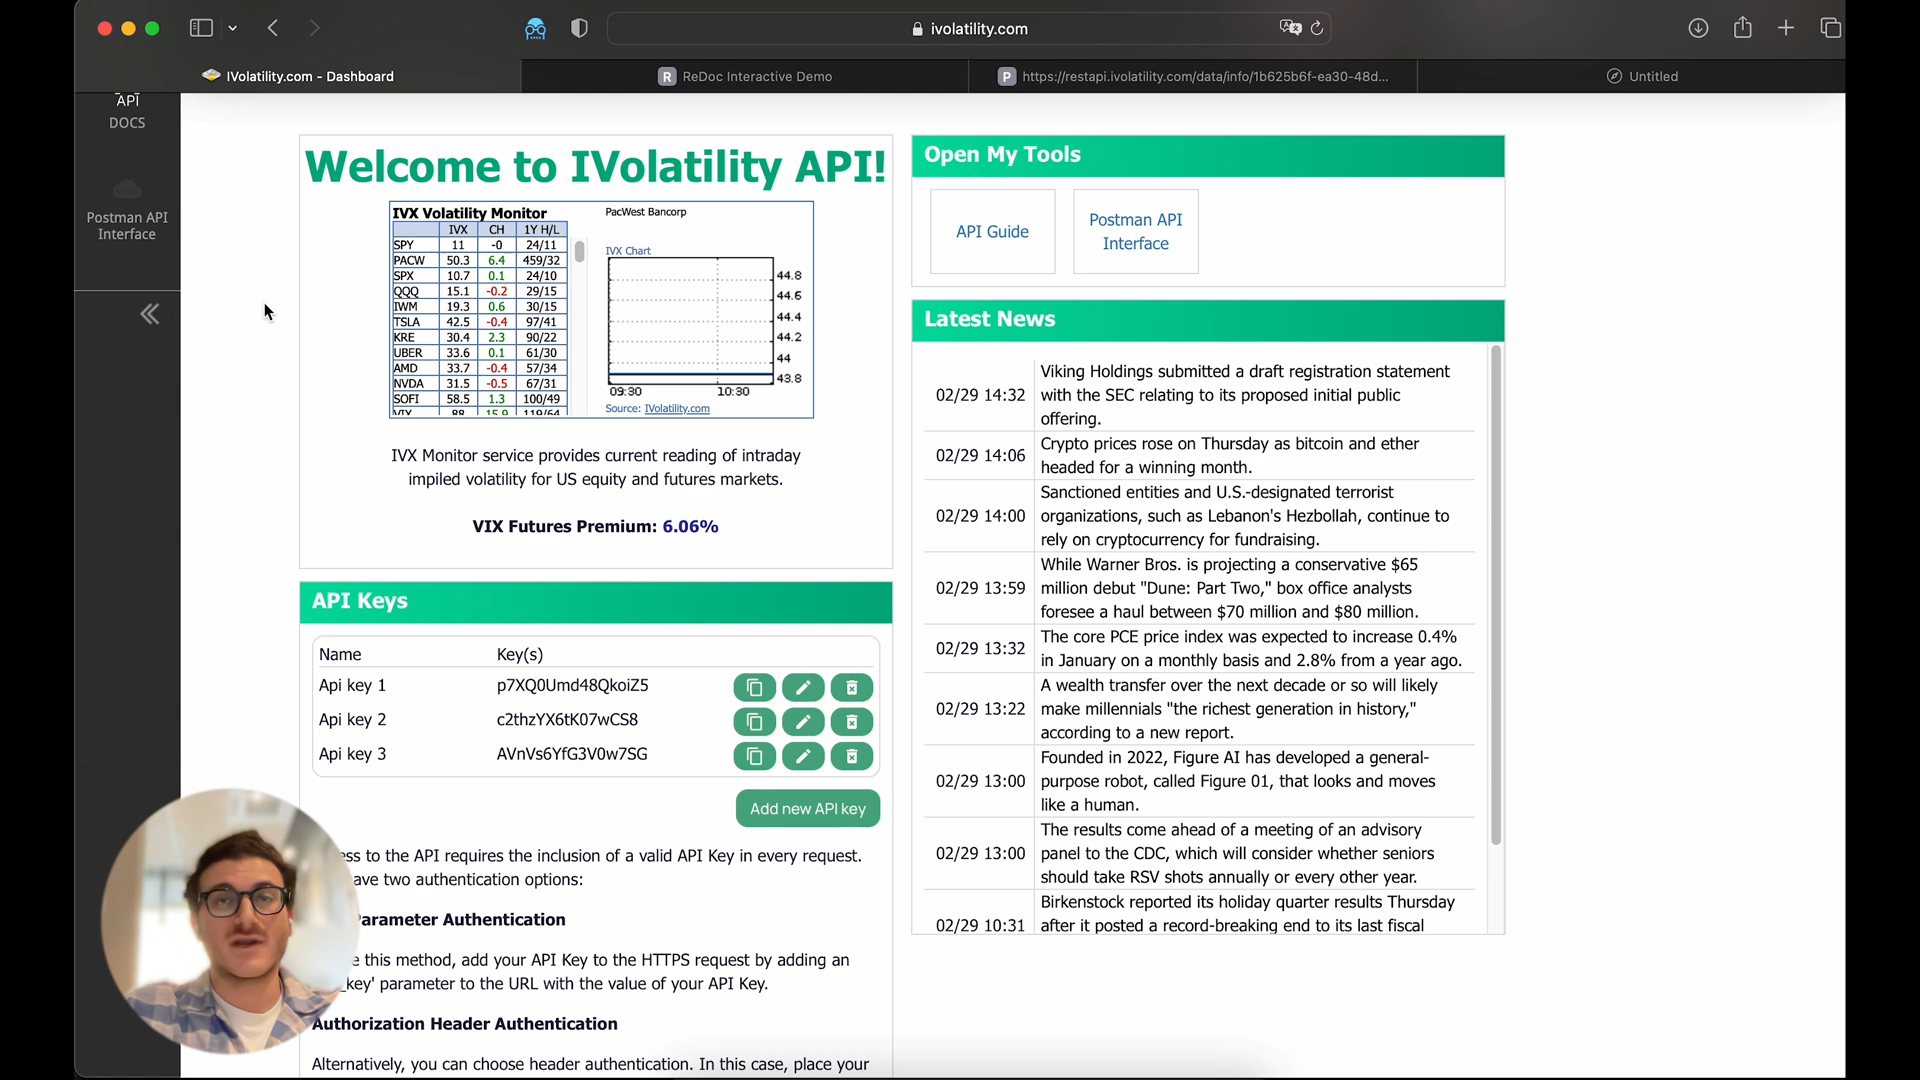 ivolatility.com
IVolatility.com - Dashboard
ReDoc Interactive Demo
https://restapi.ivolatility.com/data/info/1b625b6f-ea30-48d...
Untitled
API
DOCS
Postman API
Interface
Welcome to IVolatility API!
IVX Volatility Monitor
IVX CH 1Y H/L
SPY 11 -0 24/11
PACW 50.3 6.4 459/32
SPX 10.7 0.1 24/10
QQQ 15.1 -0.2 29/15
IWM 19.3 0.6 30/15
TSLA 42.5 -0.4 97/41
KRE 30.4 2.3 90/22
UBER 33.6 0.1 61/30
AMD 33.7 -0.4 57/34
NVDA 31.5 -0.5 67/31
SOFI 58.5 1.3 100/49
VIX 88 15.9 119/64
PacWest Bancorp
IVX Chart
44.8
44.6
44.4
44.2
44
43.8
09:30 10:30
Source: IVolatility.com
IVX Monitor service provides current reading of intraday
impiled volatility for US equity and futures markets.
VIX Futures Premium: 6.06%
API Keys
Name Key(s)
Api key 1 p7XQ0Umd48QkoiZ5
Api key 2 c2thzYX6tK07wCS8
Api key 3 AVnVs6YfG3V0w7SG
Add new API key
ess to the API requires the inclusion of a valid API Key in every request.
ave two authentication options:
Parameter Authentication
e this method, add your API Key to the HTTPS request by adding an
_key' parameter to the URL with the value of your API Key.
Authorization Header Authentication
Alternatively, you can choose header authentication. In this case, place your
Open My Tools
API Guide
Postman API
Interface
Latest News
02/29 14:32 Viking Holdings submitted a draft registration statement
with the SEC relating to its proposed initial public
offering.
02/29 14:06 Crypto prices rose on Thursday as bitcoin and ether
headed for a winning month.
02/29 14:00 Sanctioned entities and U.S.-designated terrorist
organizations, such as Lebanon's Hezbollah, continue to
rely on cryptocurrency for fundraising.
02/29 13:59 While Warner Bros. is projecting a conservative $65
million debut "Dune: Part Two," box office analysts
foresee a haul between $70 million and $80 million.
02/29 13:32 The core PCE price index was expected to increase 0.4%
in January on a monthly basis and 2.8% from a year ago.
02/29 13:22 A wealth transfer over the next decade or so will likely
make millennials "the richest generation in history,"
according to a new report.
02/29 13:00 Founded in 2022, Figure AI has developed a general-
purpose robot, called Figure 01, that looks and moves
like a human.
02/29 13:00 The results come ahead of a meeting of an advisory
panel to the CDC, which will consider whether seniors
should take RSV shots annually or every other year.
02/29 10:31 Birkenstock reported its holiday quarter results Thursday
after it posted a record-breaking end to its last fiscal